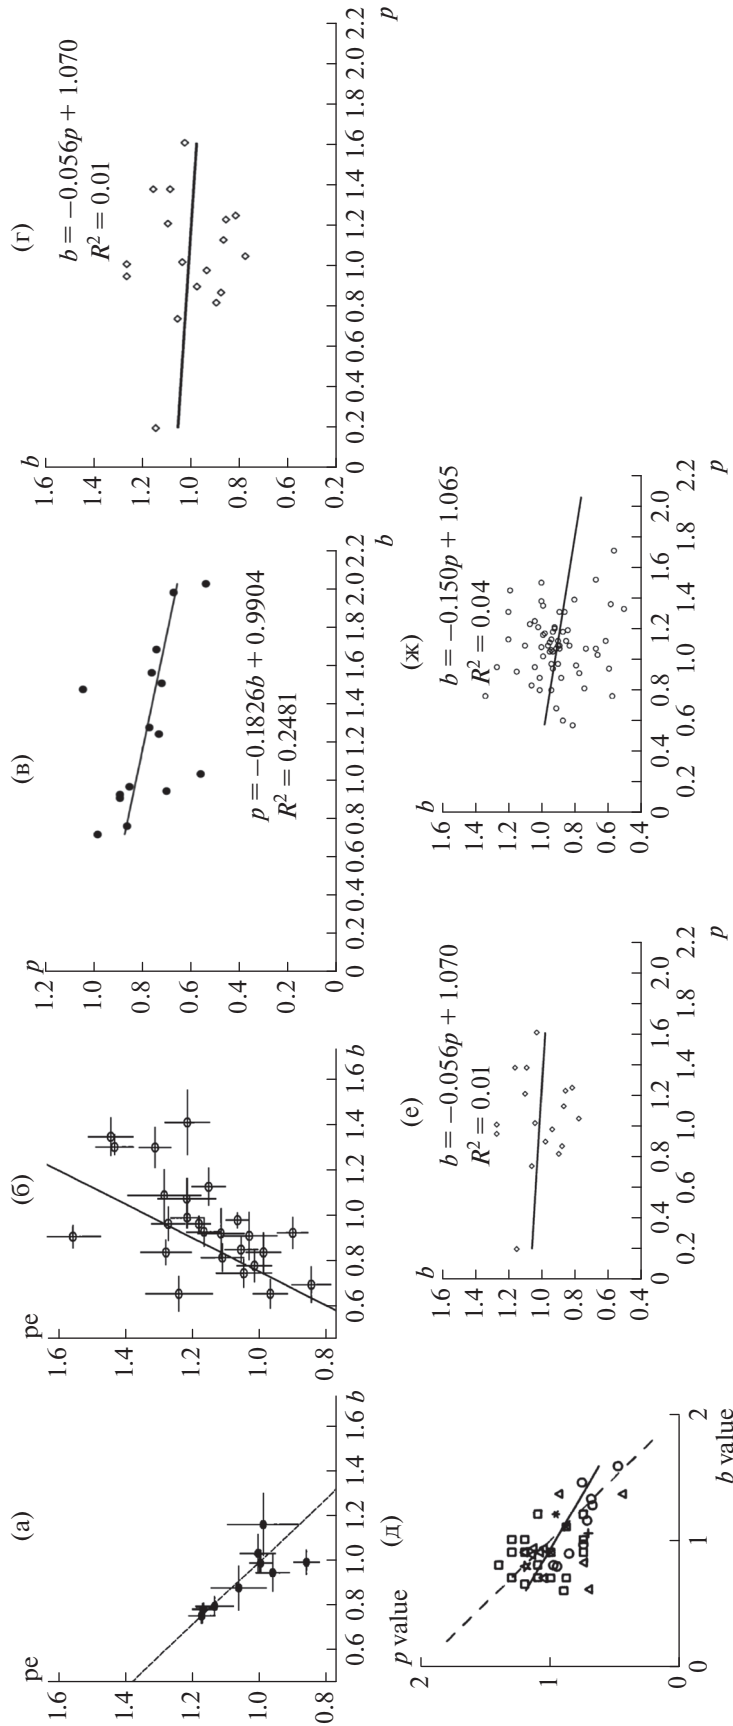 (а)
pe
1.6
1.4
1.2
1.0
0.8
0.6 0.8 1.0 1.2 1.4 1.6 b
(б)
pe
1.6
1.4
1.2
1.0
0.8
0.6 0.8 1.0 1.2 1.4 1.6 b
(в)
p
1.2
1.0
0.8
0.6
0.4
0.2
0
p = −0.1826b + 0.9904
R² = 0.2481
0.2 0.4 0.6 0.8 1.0 1.2 1.4 1.6 1.8 2.0 2.2
b
(г)
b
1.6
1.4
1.2
1.0
0.8
0.4
0.2
b = −0.056p + 1.070
R² = 0.01
0 0.2 0.4 0.6 0.8 1.0 1.2 1.4 1.6 1.8 2.0 2.2
p
(д)
p value
2
1
0
0 1 2
b value
(е)
b
1.6
1.4
1.2
1.0
0.8
0.6
0.4
b = −0.056p + 1.070
R² = 0.01
0 0.2 0.4 0.6 0.8 1.0 1.2 1.4 1.6 1.8 2.0 2.2
p
(ж)
b
1.6
1.4
1.2
1.0
0.8
0.6
0.4
b = −0.150p + 1.065
R² = 0.04
0 0.2 0.4 0.6 0.8 1.0 1.2 1.4 1.6 1.8 2.0 2.2
p